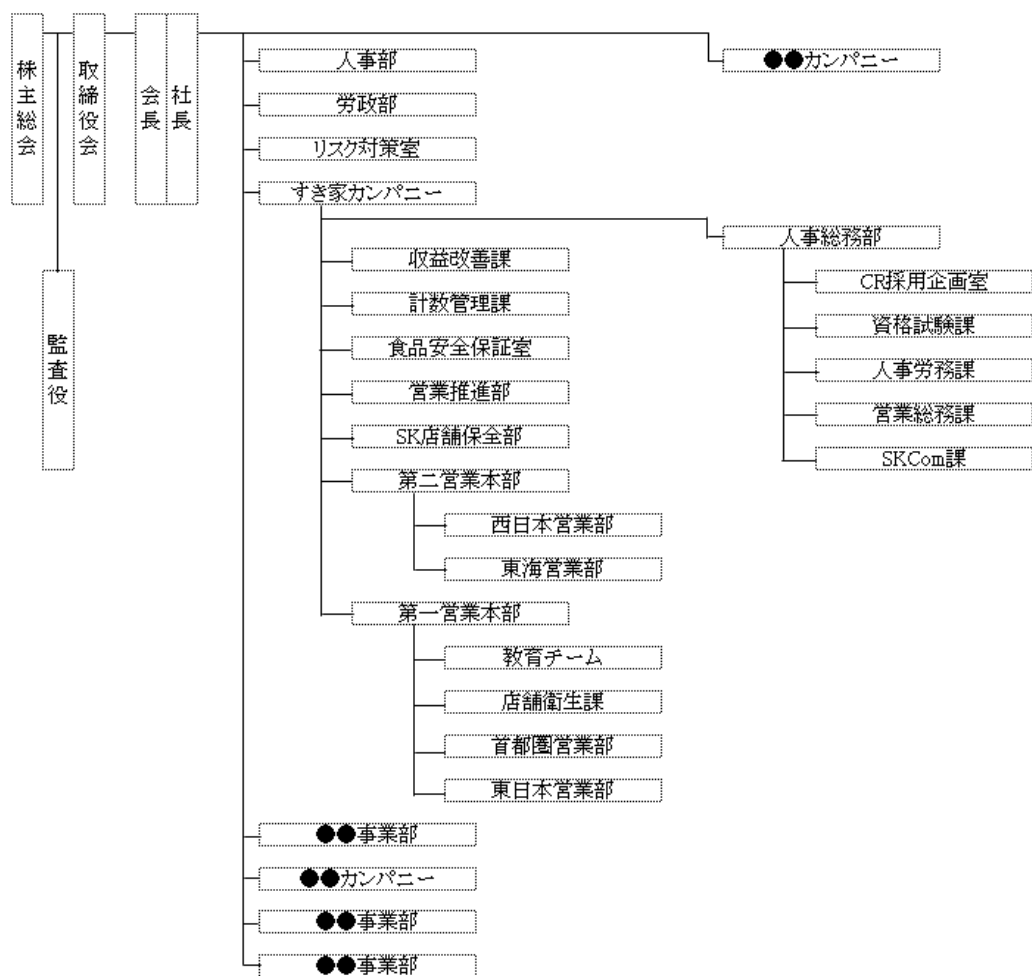 株主総会
監査役
取締役会
会長
社長
人事部
労政部
リスク対策室
すき家カンパニー
収益改善課
計数管理課
食品安全保証室
営業推進部
SK店舗保全部
第二営業本部
西日本営業部
東海営業部
第一営業本部
教育チーム
店舗衛生課
首都圏営業部
東日本営業部
●●事業部
●●カンパニー
●●事業部
●●事業部
●●カンパニー
人事総務部
CR採用企画室
資格試験課
人事労務課
営業総務課
SKCom課